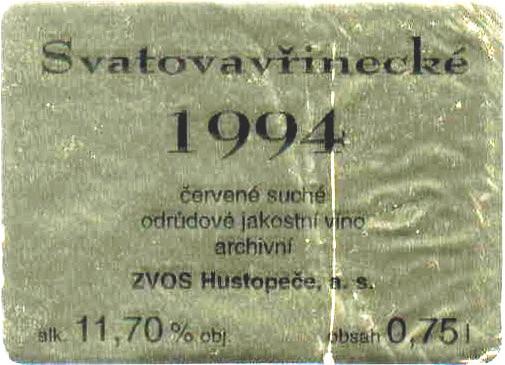 Svatovavřinecké
1994
červené suché
odrůdové jakostní víno
archivní
ZVOS Hustopeče, a. s.
alk. 11,70 % obj. obsah 0,75 l